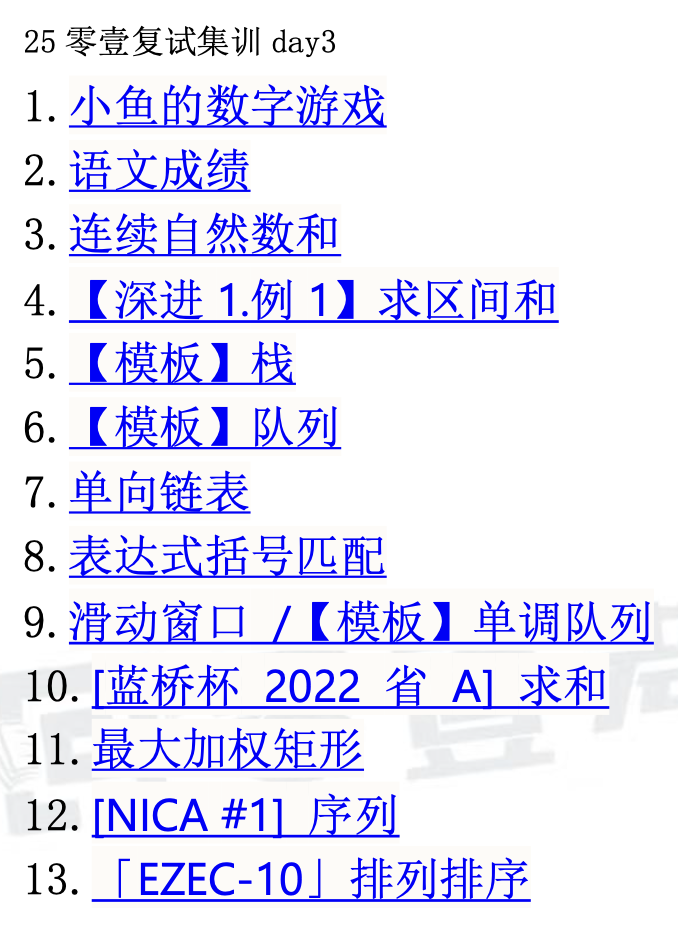 25 零壹复试集训 day3
1. 小鱼的数字游戏
2. 语文成绩
3. 连续自然数和
4. 【深进 1.例 1】求区间和
5. 【模板】栈
6. 【模板】队列
7. 单向链表
8. 表达式括号匹配
9. 滑动窗口 /【模板】单调队列
10. [蓝桥杯 2022 省 A] 求和
11. 最大加权矩形
12. [NICA #1] 序列
13. 「EZEC-10」排列排序